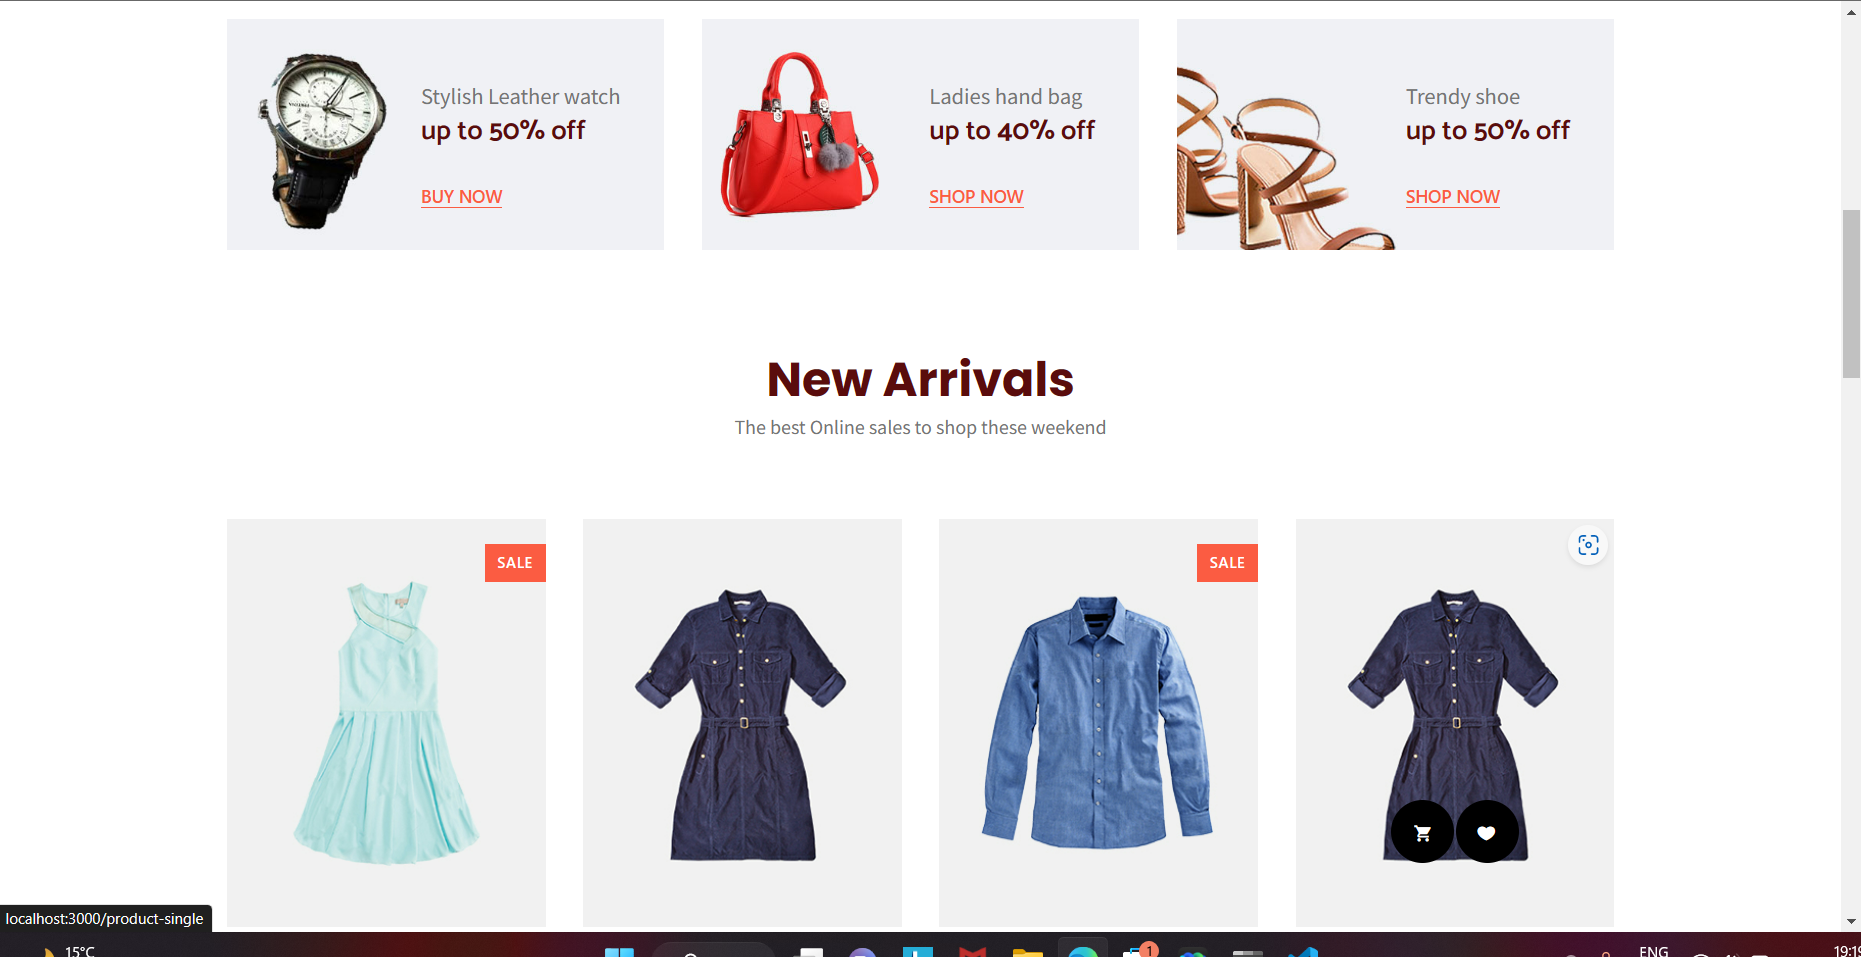 Stylish Leather watch
up to 50% off
BUY NOW
Ladies hand bag
up to 40% off
SHOP NOW
Trendy shoe
up to 50% off
SHOP NOW
New Arrivals
The best Online sales to shop these weekend
SALE
SALE
localhost:3000/product-single
15°C
1
ENG